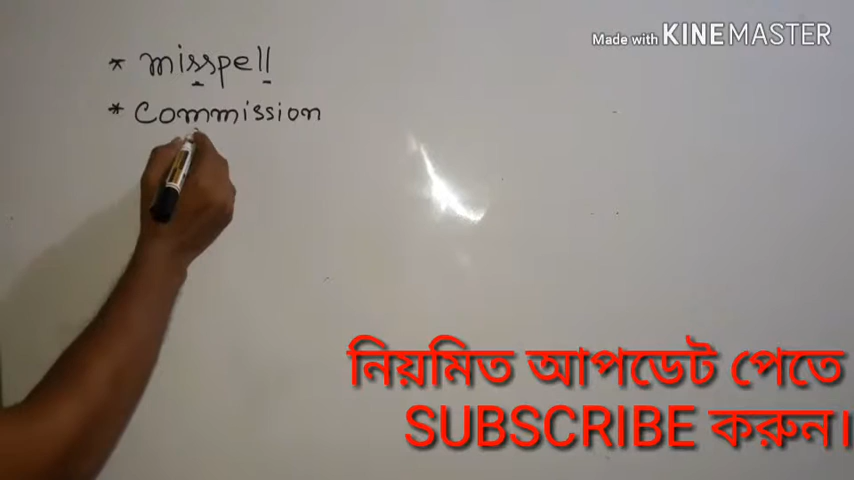 Made with KINEMASTER
* misspell
* Commission
নিয়মিত আপডেট পেতে
SUBSCRIBE করুন।